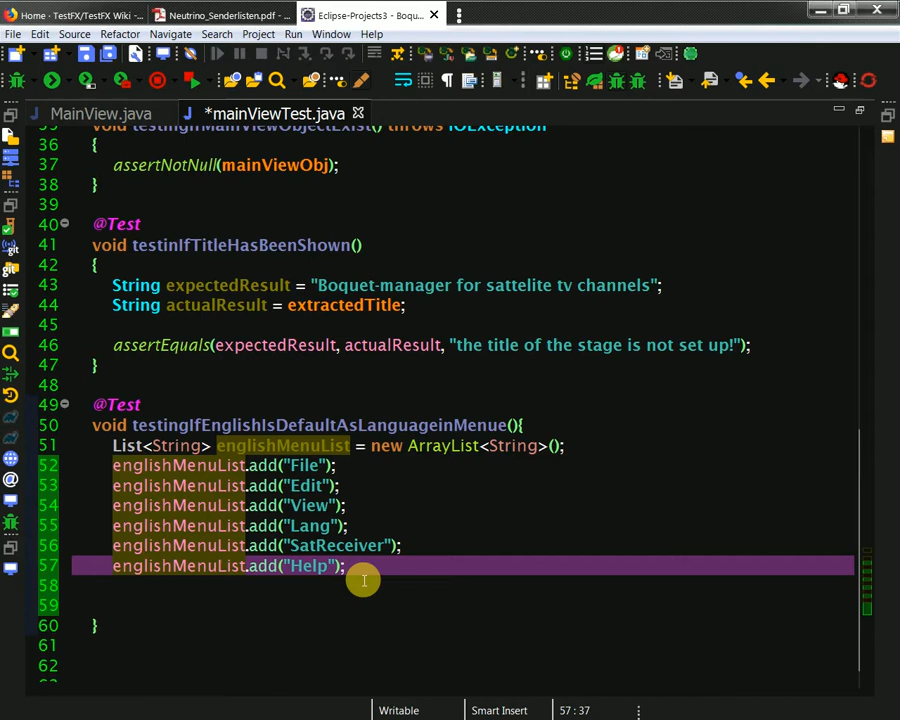 Home · TestFX/TestFX Wiki · ...
Neutrino_Senderlisten.pdf - ...
Eclipse-Projects3 - Boqu...
File Edit Source Refactor Navigate Search Project Run Window Help
MainView.java
*mainViewTest.java
36 {
37 assertNotNull(mainViewObj);
38 }
39
40 @Test
41 void testinIfTitleHasBeenShown()
42 {
43 String expectedResult = "Boquet-manager for sattelite tv channels";
44 String actualResult = extractedTitle;
45
46 assertEquals(expectedResult, actualResult, "the title of the stage is not set up!");
47 }
48
49 @Test
50 void testingIfEnglishIsDefaultAsLanguageinMenue(){
51 List<String> englishMenuList = new ArrayList<String>();
52 englishMenuList.add("File");
53 englishMenuList.add("Edit");
54 englishMenuList.add("View");
55 englishMenuList.add("Lang");
56 englishMenuList.add("SatReceiver");
57 englishMenuList.add("Help");
58
59
60 }
61
62
Writable Smart Insert 57 : 37